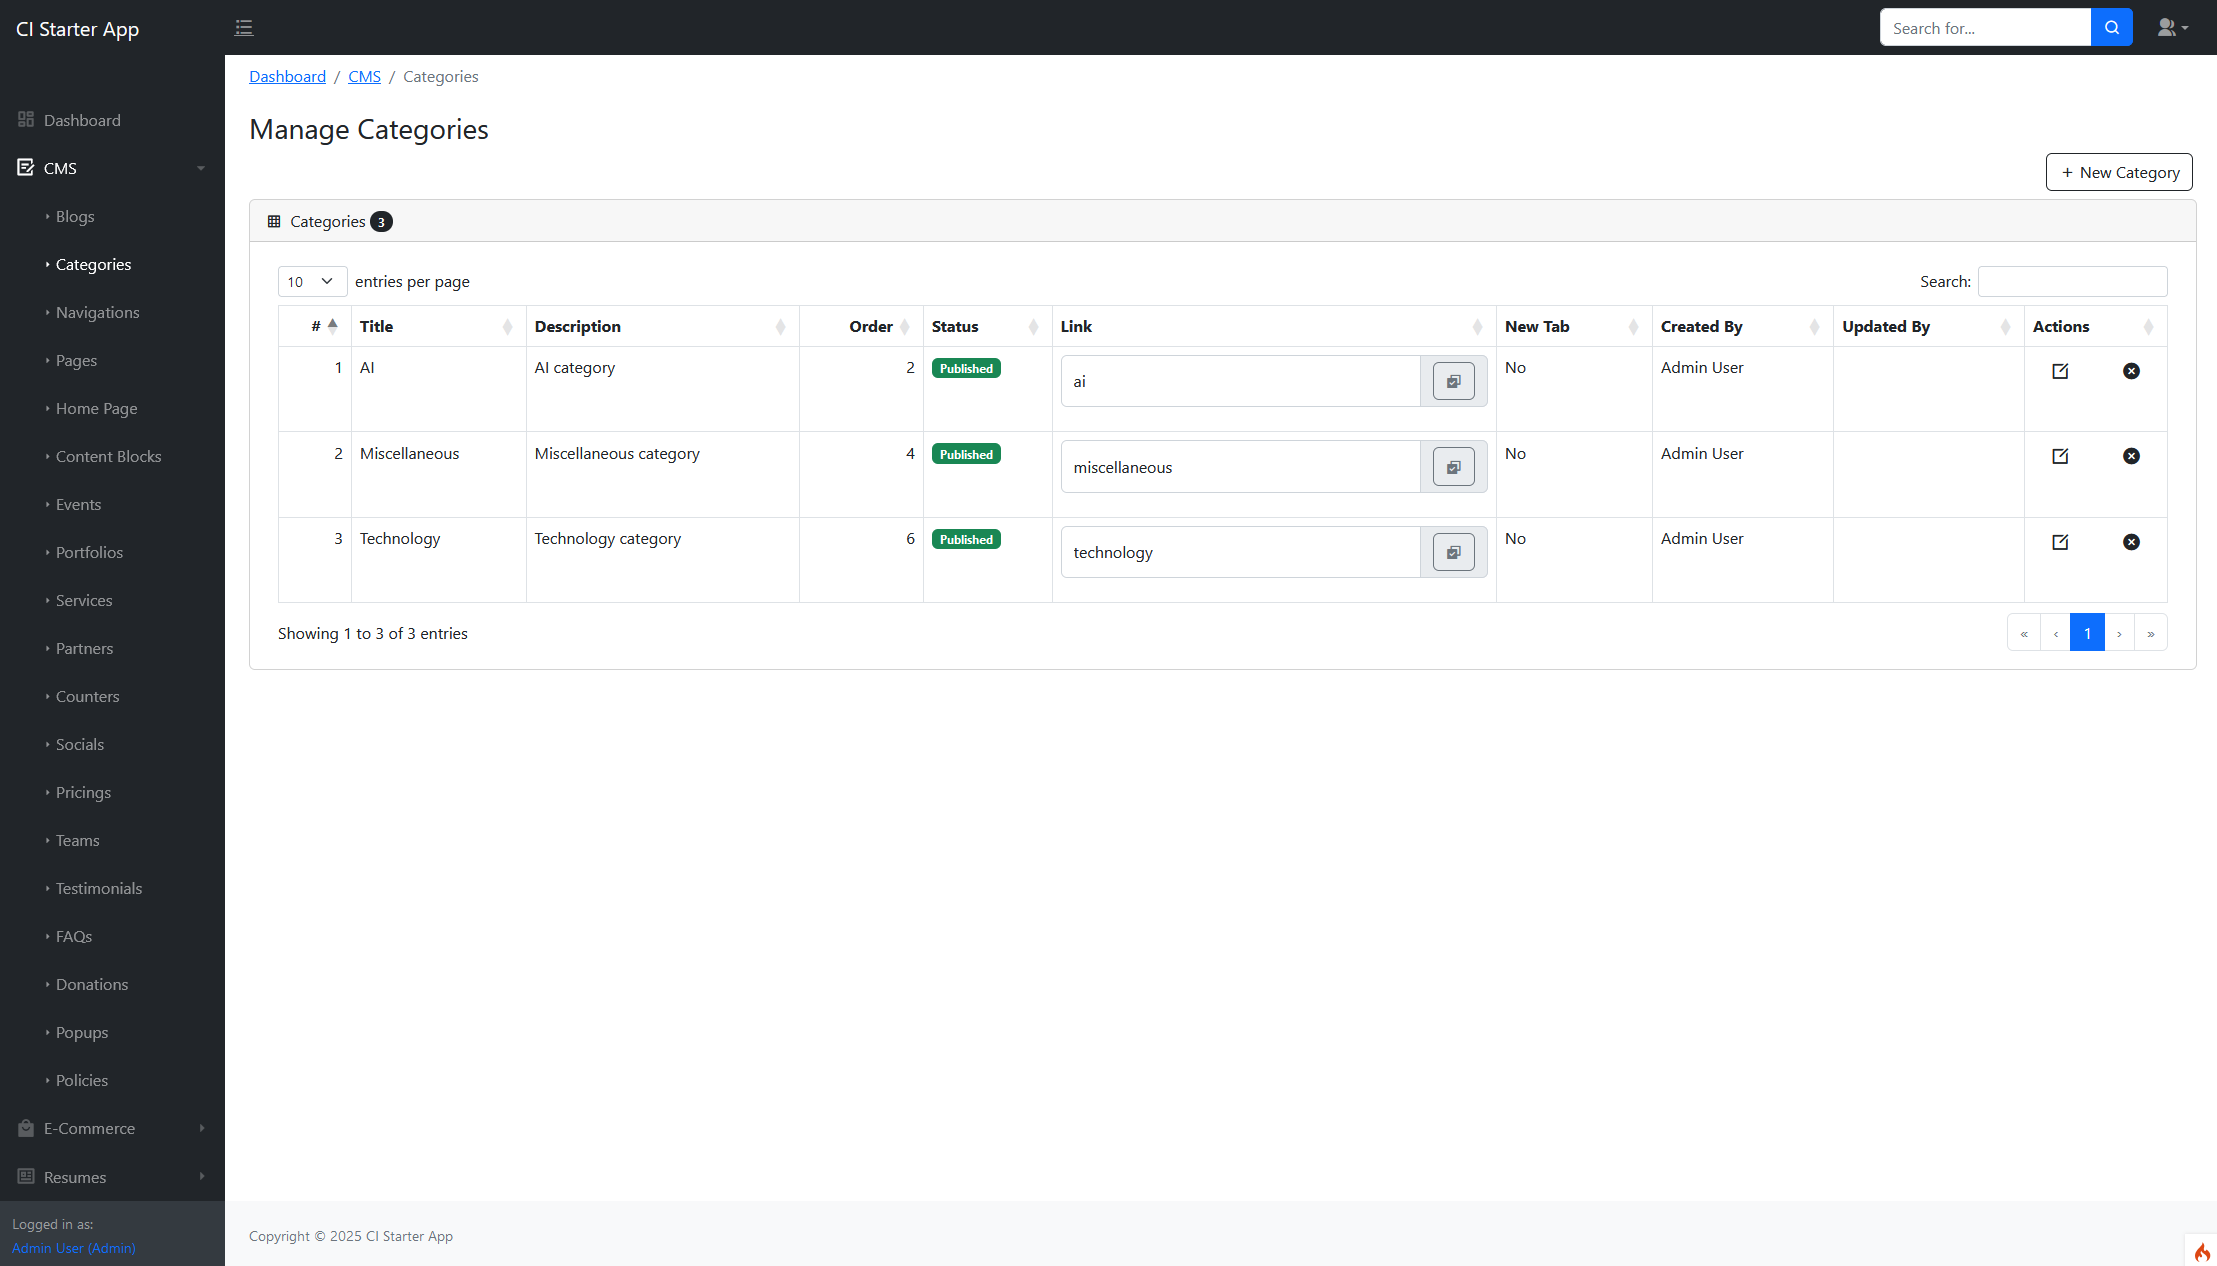 CI Starter App
Search for...
Dashboard
CMS
Blogs
Categories
Navigations
Pages
Home Page
Content Blocks
Events
Portfolios
Services
Partners
Counters
Socials
Pricings
Teams
Testimonials
FAQs
Donations
Popups
Policies
E-Commerce
Resumes
Logged in as:
Admin User (Admin)
Dashboard / CMS / Categories
Manage Categories
+ New Category
Categories 3
10 entries per page
Search:
# Title Description Order Status Link New Tab Created By Updated By Actions
1 AI AI category 2 Published ai No Admin User
2 Miscellaneous Miscellaneous category 4 Published miscellaneous No Admin User
3 Technology Technology category 6 Published technology No Admin User
Showing 1 to 3 of 3 entries
« ‹ 1 › »
Copyright © 2025 CI Starter App